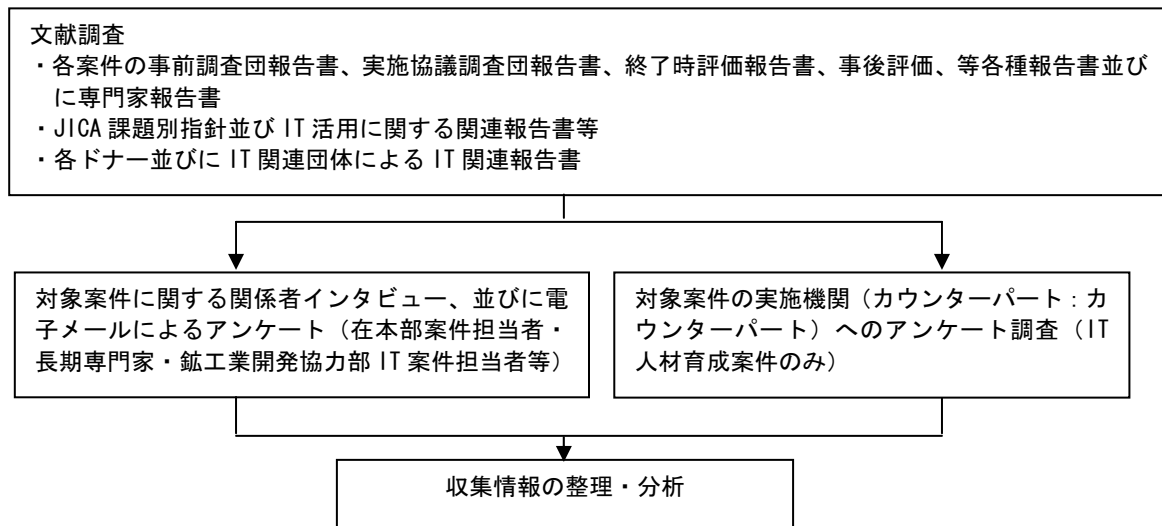 文献調査
・各案件の事前調査団報告書、実施協議調査団報告書、終了時評価報告書、事後評価、等各種報告書並び
に専門家報告書
・JICA 課題別指針並び IT 活用に関する関連報告書等
・各ドナー並びに IT 関連団体による IT 関連報告書
対象案件に関する関係者インタビュー、並びに電
子メールによるアンケート（在本部案件担当者・
長期専門家・鉱工業開発協力部 IT 案件担当者等）
対象案件の実施機関（カウンターパート：カ
ウンターパート）へのアンケート調査（IT
人材育成案件のみ）
収集情報の整理・分析